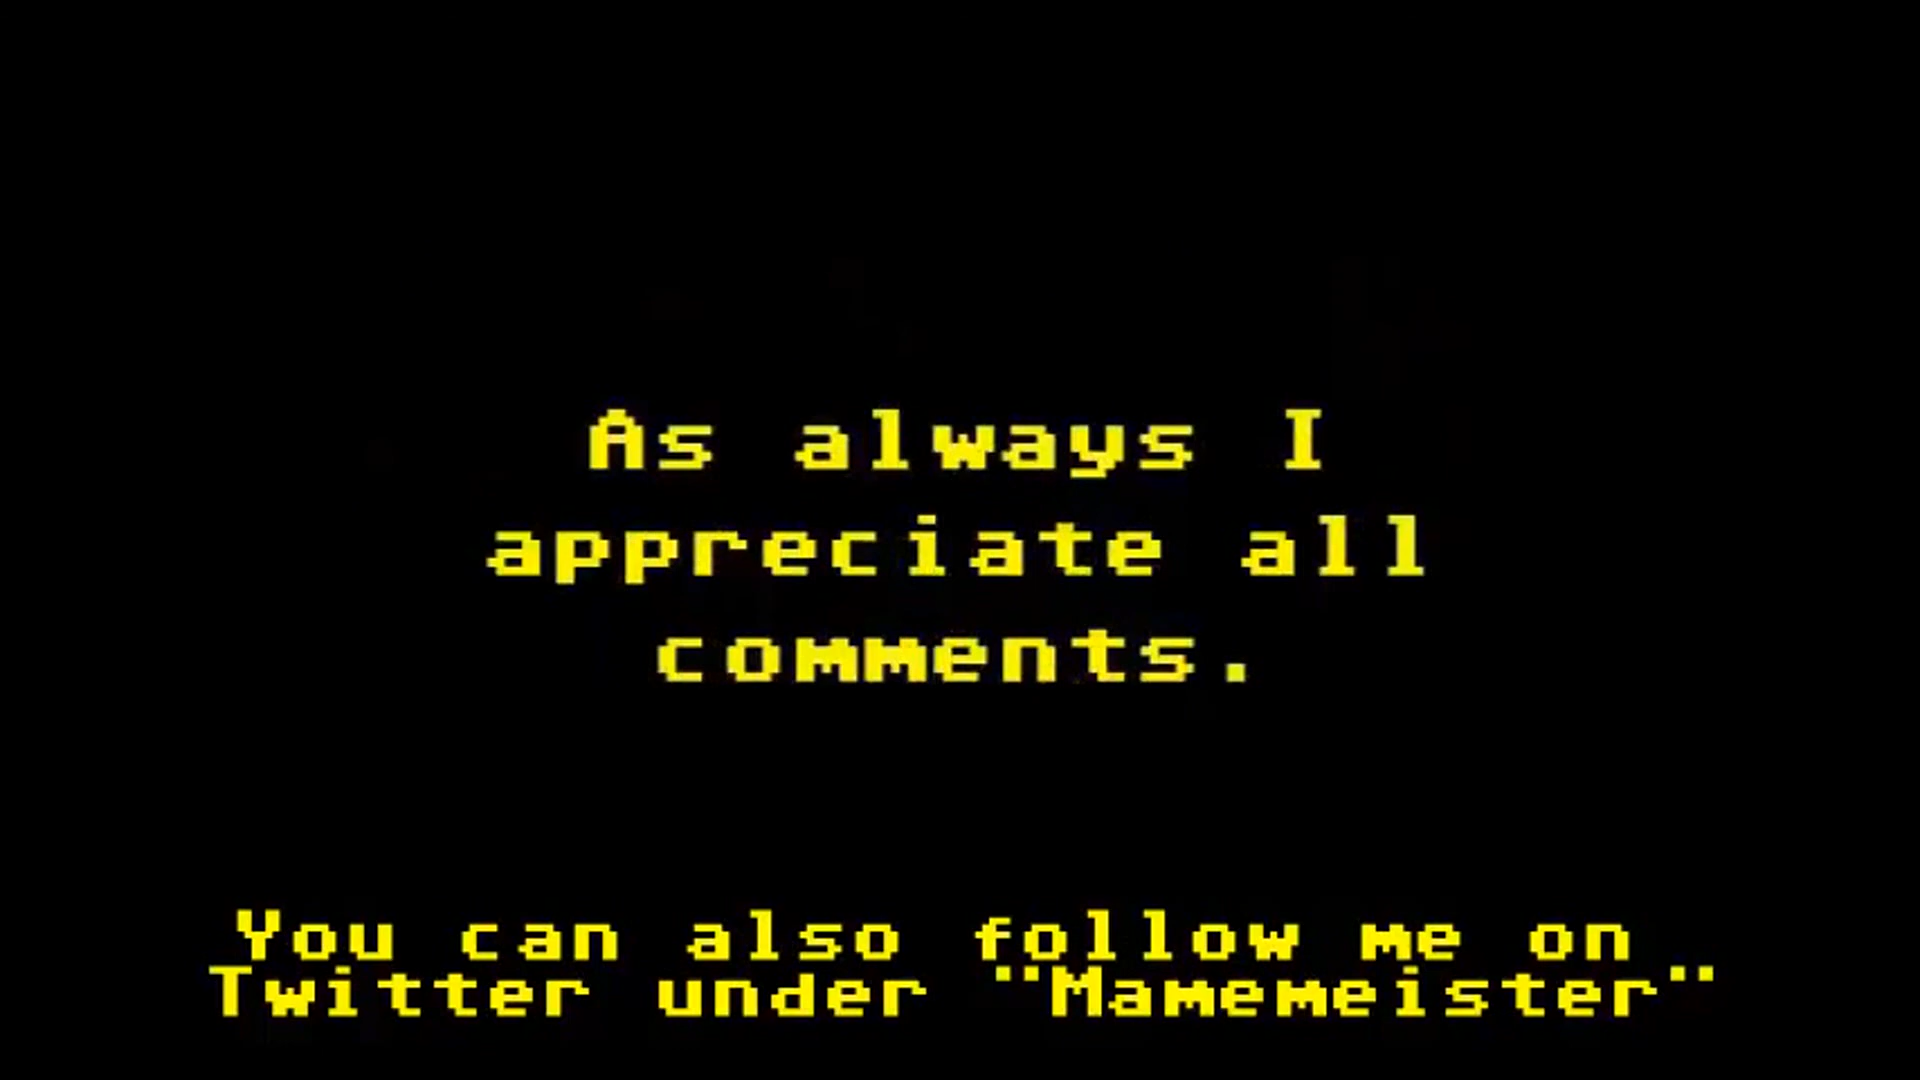 As always I
appreciate all
comments.
You can also follow me on
Twitter under "Mamemeister"